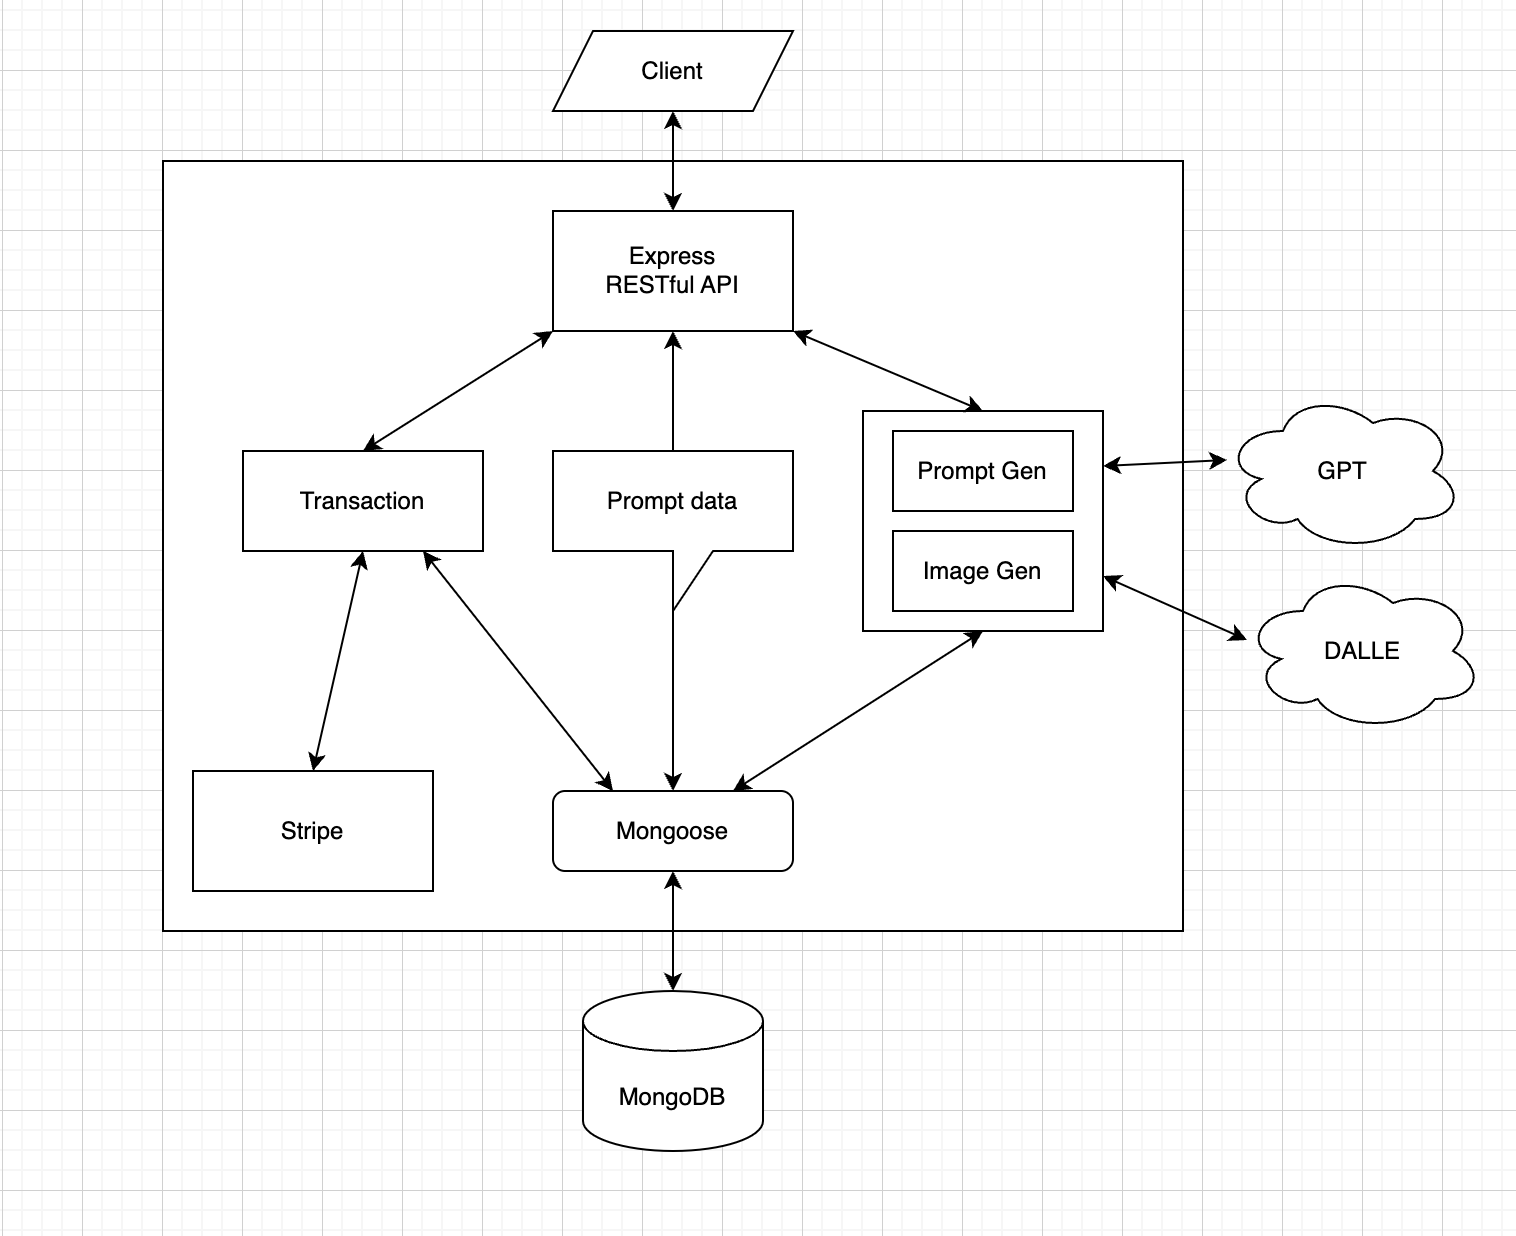 Client
Express
RESTful API
Transaction
Prompt data
Prompt Gen
Image Gen
GPT
DALLE
Stripe
Mongoose
MongoDB